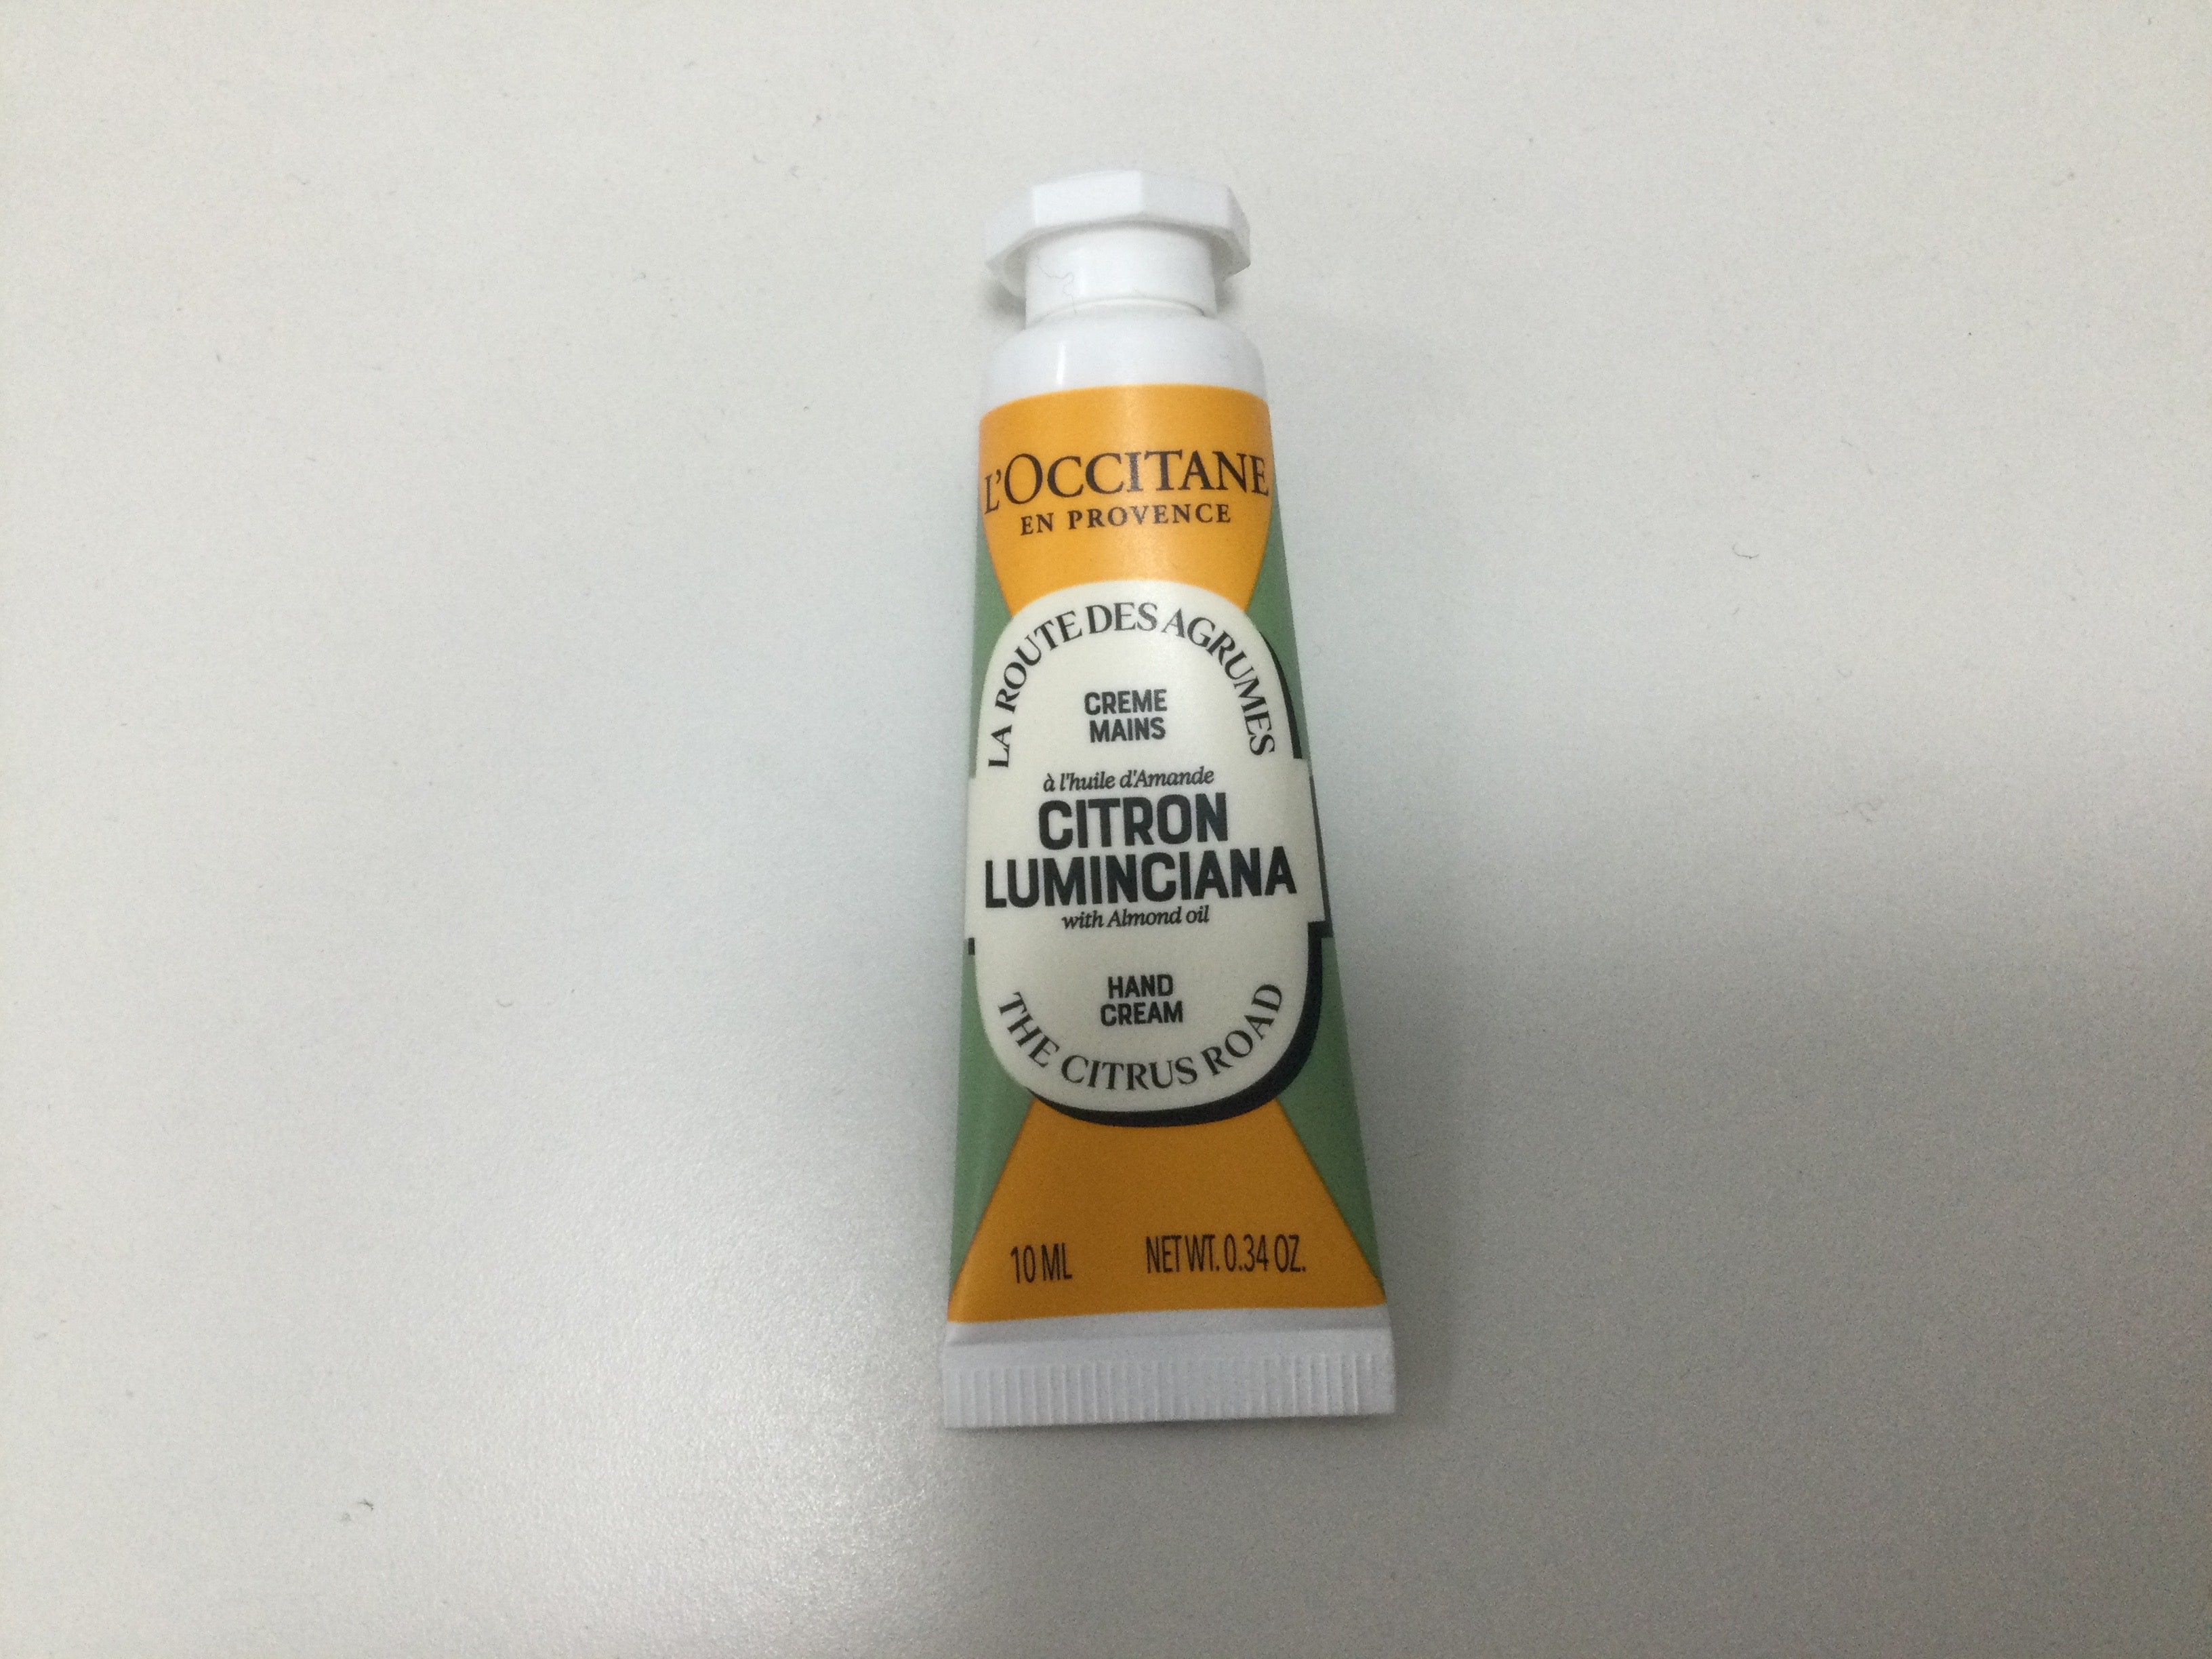 L'OCCITANE
EN PROVENCE
LA ROUTE DES AGRUMES
CREME
MAINS
à l'huile d'Amande
CITRON
LUMINCIANA
with Almond oil
HAND
CREAM
THE CITRUS ROAD
10 ML NET WT. 0.34 OZ.